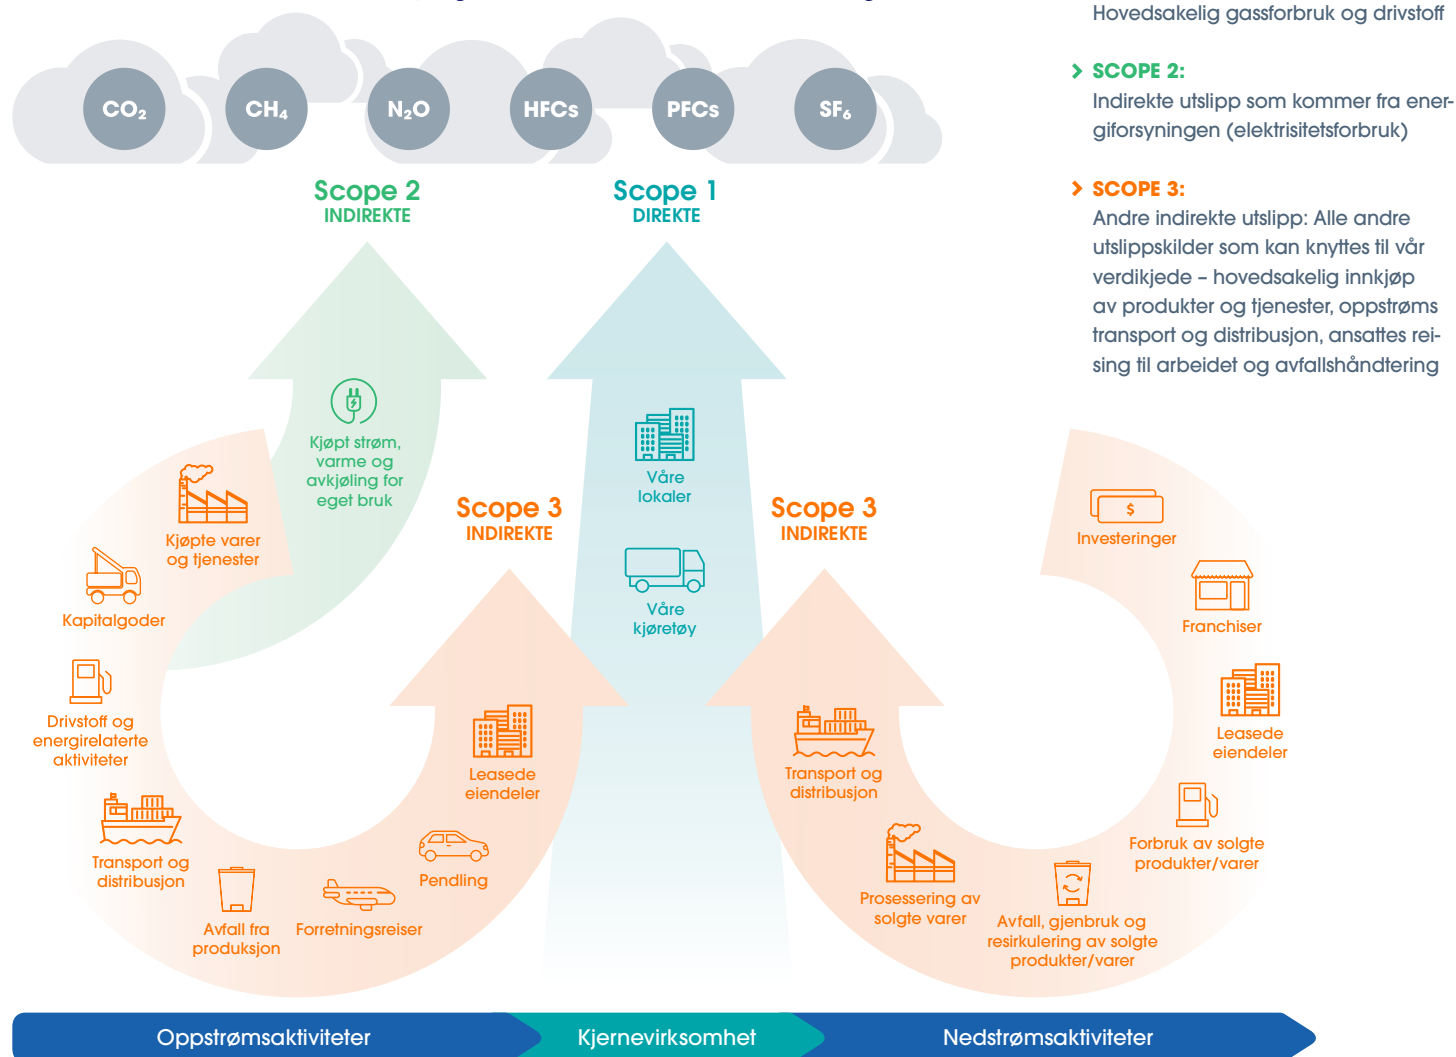 Hovedsakelig gassforbruk og drivstoff
SCOPE 2:
Indirekte utslipp som kommer fra ener-
giforsyningen (elektrisitetsforbruk)
SCOPE 3:
Andre indirekte utslipp: Alle andre
utslippskilder som kan knyttes til vår
verdikjede – hovedsakelig innkjøp
av produkter og tjenester, oppstrøms
transport og distribusjon, ansattes rei-
sing til arbeidet og avfallshåndtering
CO₂
CH₄
N₂O
HFCs
PFCs
SF₆
Scope 2
INDIREKTE
Scope 1
DIREKTE
Kjøpt strøm,
varme og
avkjøling for
eget bruk
Våre
lokaler
Våre
kjøretøy
Scope 3
INDIREKTE
Scope 3
INDIREKTE
Kjøpte varer
og tjenester
Kapitalgoder
Drivstoff og
energirelaterte
aktiviteter
Transport og
distribusjon
Avfall fra
produksjon
Forretningsreiser
Pendling
Leasede
eiendeler
$
Investeringer
Franchiser
Leasede
eiendeler
Forbruk av solgte
produkter/varer
Avfall, gjenbruk og
resirkulering av solgte
produkter/varer
Prosessering av
solgte varer
Transport og
distribusjon
Oppstrømsaktiviteter
Kjernevirksomhet
Nedstrømsaktiviteter